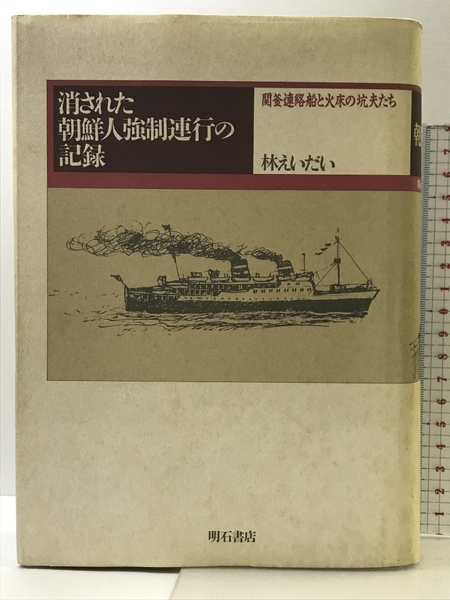 消された
朝鮮人強制連行の
記録
関釜連絡船と火床の坑夫たち
林えいだい
明石書店